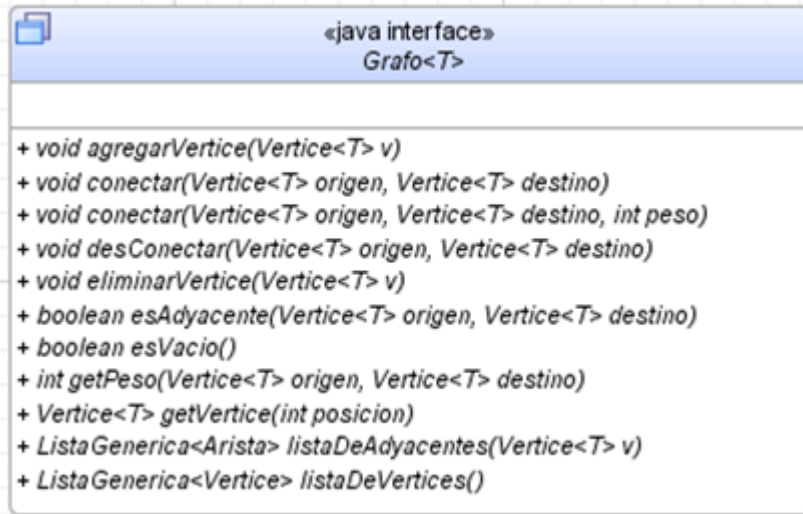 «java interface»
Grafo<T>
+ void agregarVertice(Vertice<T> v)
+ void conectar(Vertice<T> origen, Vertice<T> destino)
+ void conectar(Vertice<T> origen, Vertice<T> destino, int peso)
+ void desConectar(Vertice<T> origen, Vertice<T> destino)
+ void eliminarVertice(Vertice<T> v)
+ boolean esAdyacente(Vertice<T> origen, Vertice<T> destino)
+ boolean esVacio()
+ int getPeso(Vertice<T> origen, Vertice<T> destino)
+ Vertice<T> getVertice(int posicion)
+ ListaGenerica<Arista> listaDeAdyacentes(Vertice<T> v)
+ ListaGenerica<Vertice> listaDeVertices()